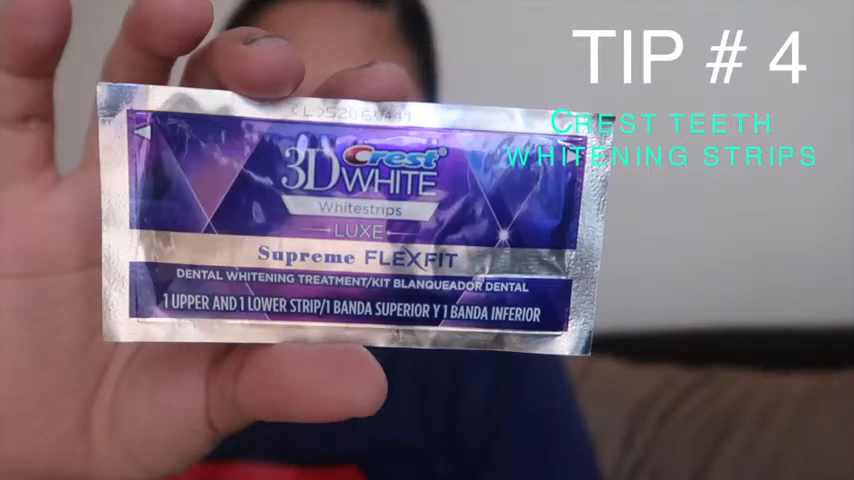 TIP # 4
CREST TEETH
WHITENING STRIPS
Crest
3D WHITE
Whitestrips
LUXE
Supreme FLEXFIT
DENTAL WHITENING TREATMENT/KIT BLANQUEADOR DENTAL
1 UPPER AND 1 LOWER STRIP/1 BANDA SUPERIOR Y 1 BANDA INFERIOR